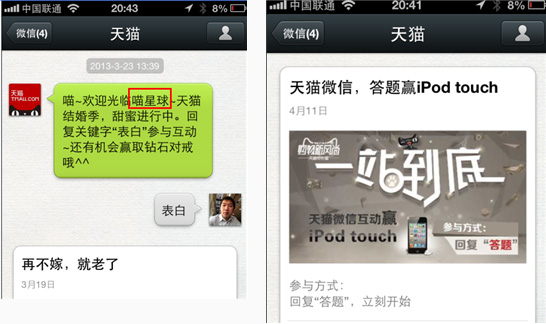 中国联通 20:43 8%
微信(4) 天猫
2013-3-23 13:39
天猫
TMALL.COM
喵~欢迎光临喵星球~天猫
结婚季，甜蜜进行中。回
复关键字“表白”参与互动
~还有机会赢取钻石对戒
哦^^
表白
再不嫁，就老了
3月19日
中国联通 20:41 8%
微信(4) 天猫
天猫微信，答题赢iPod touch
4月11日
一站到底
天猫微信互动赢
iPod touch
参与方式：
回复“答题”
参与方式：
回复“答题”，立刻开始